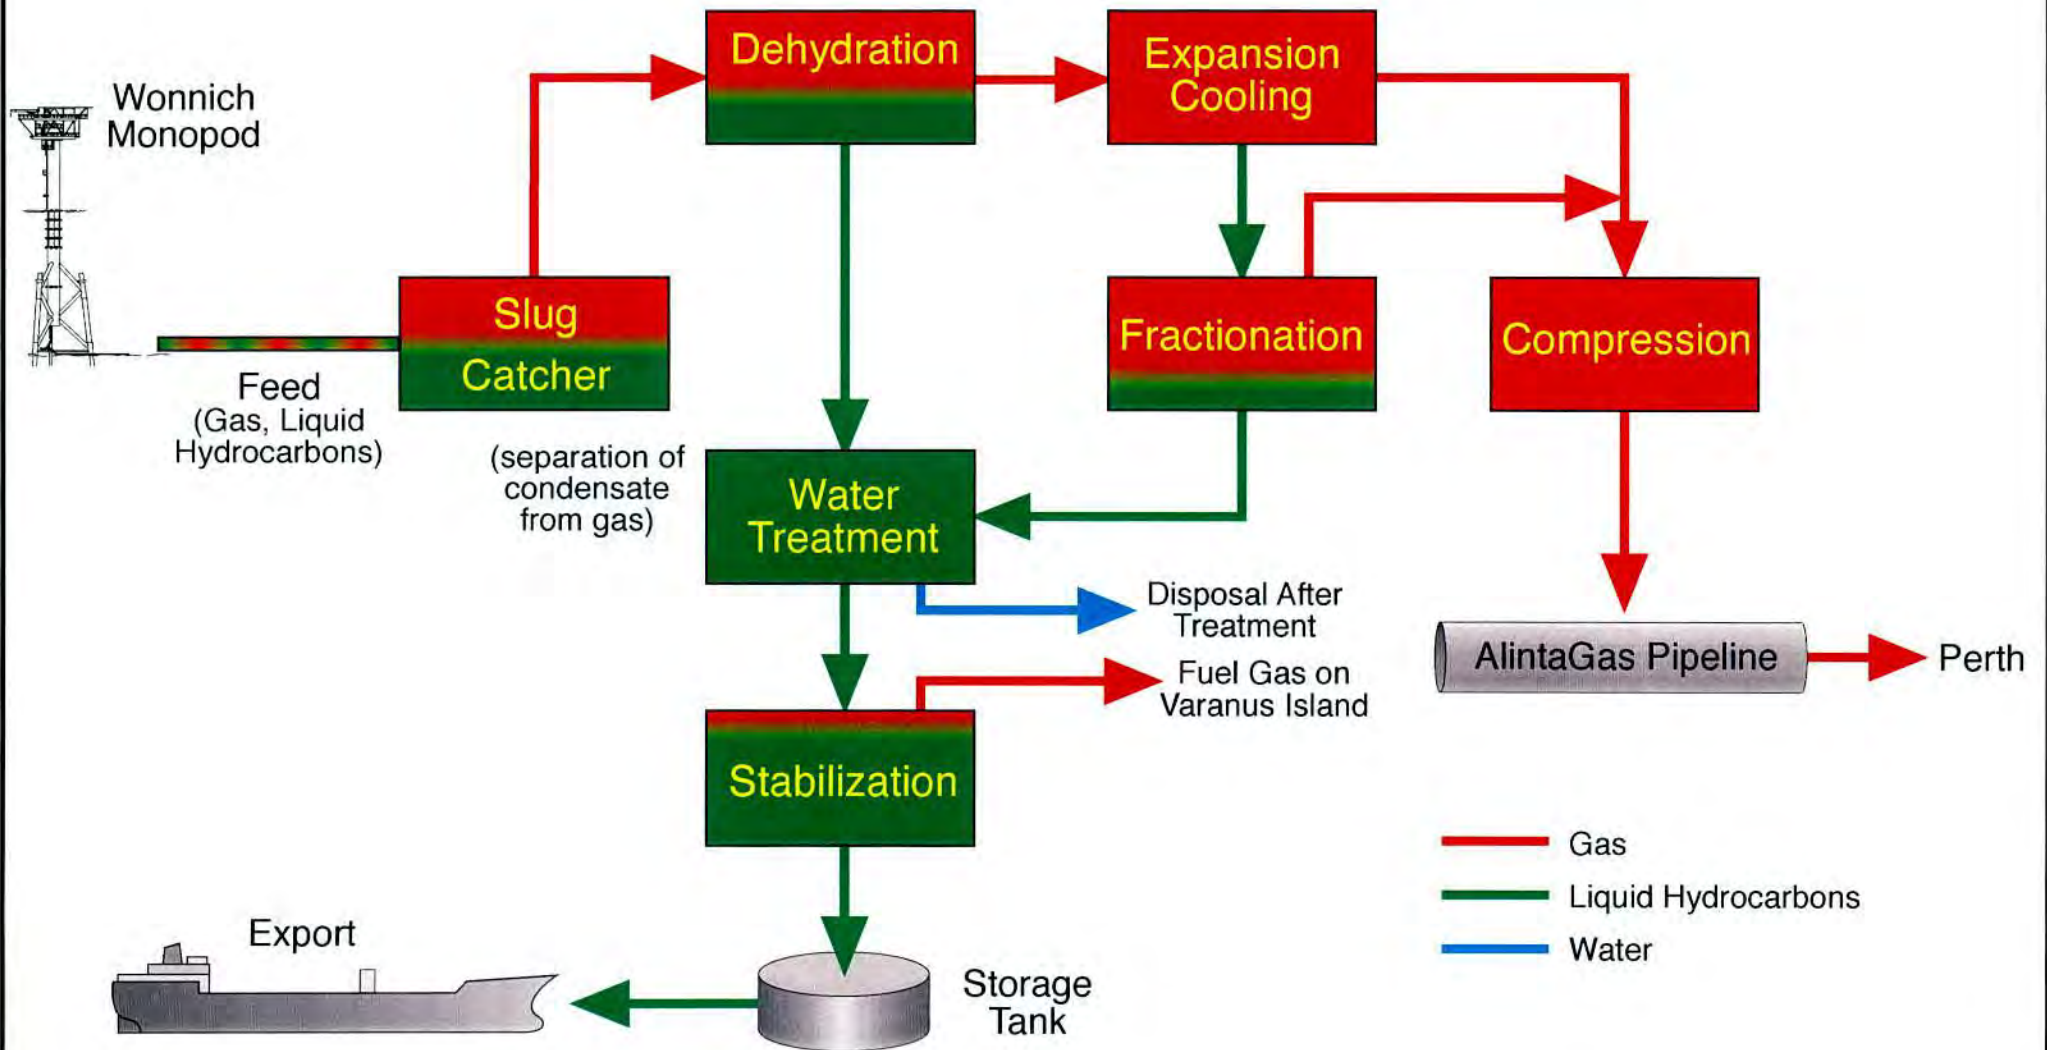 Wonnich
Monopod
Dehydration
Expansion
Cooling
Slug
Catcher
Feed
(Gas, Liquid
Hydrocarbons)
(separation of
condensate
from gas)
Fractionation
Compression
Water
Treatment
Disposal After
Treatment
Fuel Gas on
Varanus Island
AlintaGas Pipeline
Perth
Stabilization
Gas
Liquid Hydrocarbons
Water
Export
Storage
Tank